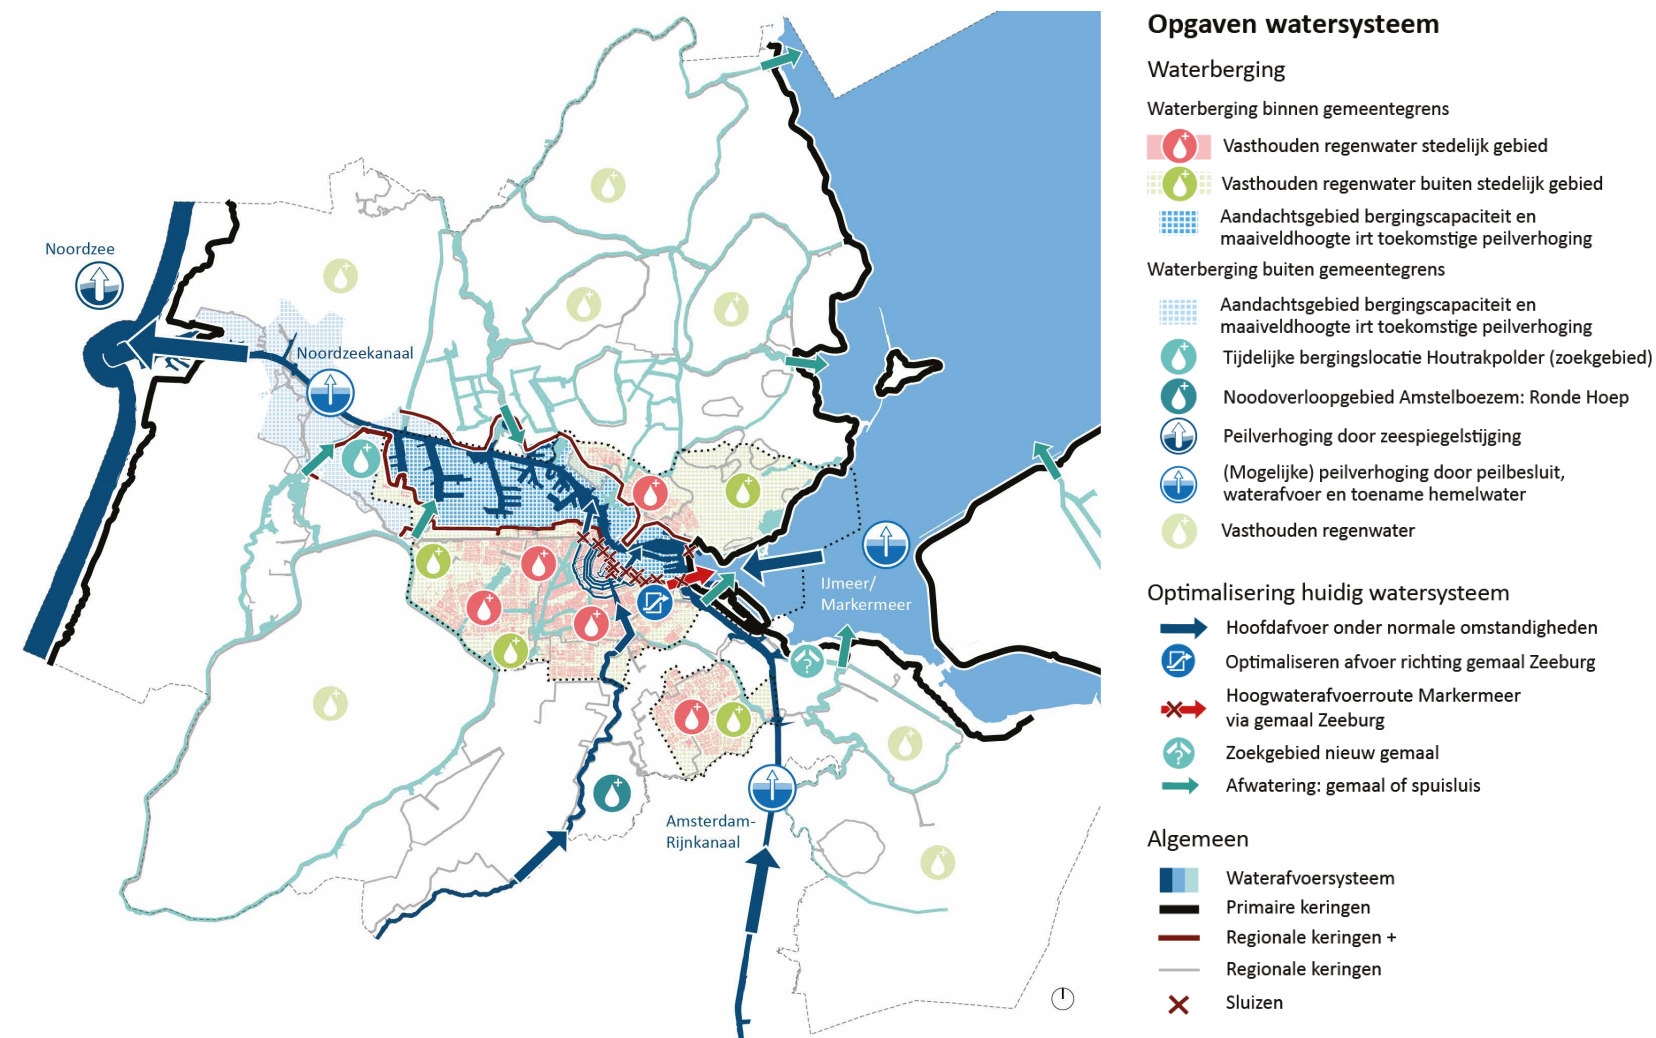 Opgaven watersysteem
Waterberging
Waterberging binnen gemeentegrens
Vasthouden regenwater stedelijk gebied
Vasthouden regenwater buiten stedelijk gebied
Aandachtsgebied bergingscapaciteit en
maaiveldhoogte irt toekomstige peilverhoging
Waterberging buiten gemeentegrens
Aandachtsgebied bergingscapaciteit en
maaiveldhoogte irt toekomstige peilverhoging
Tijdelijke bergingslocatie Houtrakpolder (zoekgebied)
Noodoverloopgebied Amstelboezem: Ronde Hoep
Peilverhoging door zeespiegelstijging
(Mogelijke) peilverhoging door peilbesluit,
waterafvoer en toename hemelwater
Vasthouden regenwater
Optimalisering huidig watersysteem
Hoofdafvoer onder normale omstandigheden
Optimaliseren afvoer richting gemaal Zeeburg
Hoogwaterafvoerroute Markermeer
via gemaal Zeeburg
?
Zoekgebied nieuw gemaal
Afwatering: gemaal of spuisluis
Algemeen
Waterafvoersysteem
Primaire keringen
Regionale keringen +
Regionale keringen
Sluizen
Noordzee
Noordzeekanaal
IJmeer/
Markermeer
?
Amsterdam-
Rijnkanaal